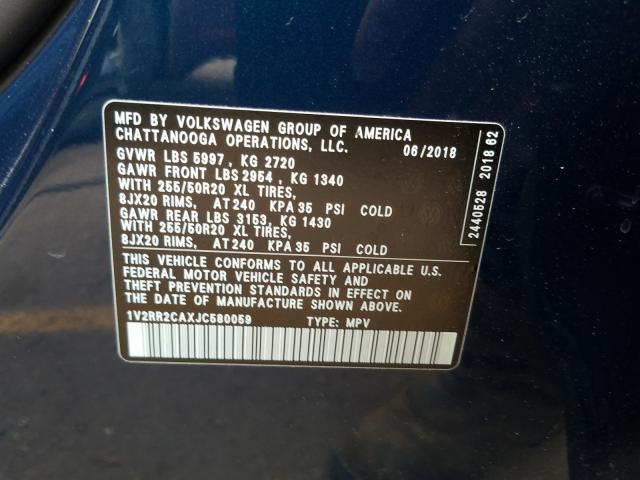 MFD BY VOLKSWAGEN GROUP OF AMERICA
CHATTANOOGA OPERATIONS, LLC. 06/2018
GVWR LBS 5997, KG 2720
GAWR FRONT LBS 2954, KG 1340
WITH 255/50R20 XL TIRES,
8JX20 RIMS, AT 240 KPA 35 PSI COLD
GAWR REAR LBS 3153, KG 1430
WITH 255/50R20 XL TIRES,
8JX20 RIMS, AT 240 KPA 35 PSI COLD
THIS VEHICLE CONFORMS TO ALL APPLICABLE U.S.
FEDERAL MOTOR VEHICLE SAFETY AND
THEFT PREVENTION STANDARDS IN EFFECT ON
THE DATE OF MANUFACTURE SHOWN ABOVE.
1V2RR2CAXJC580059 TYPE: MPV
2440528 2018 62